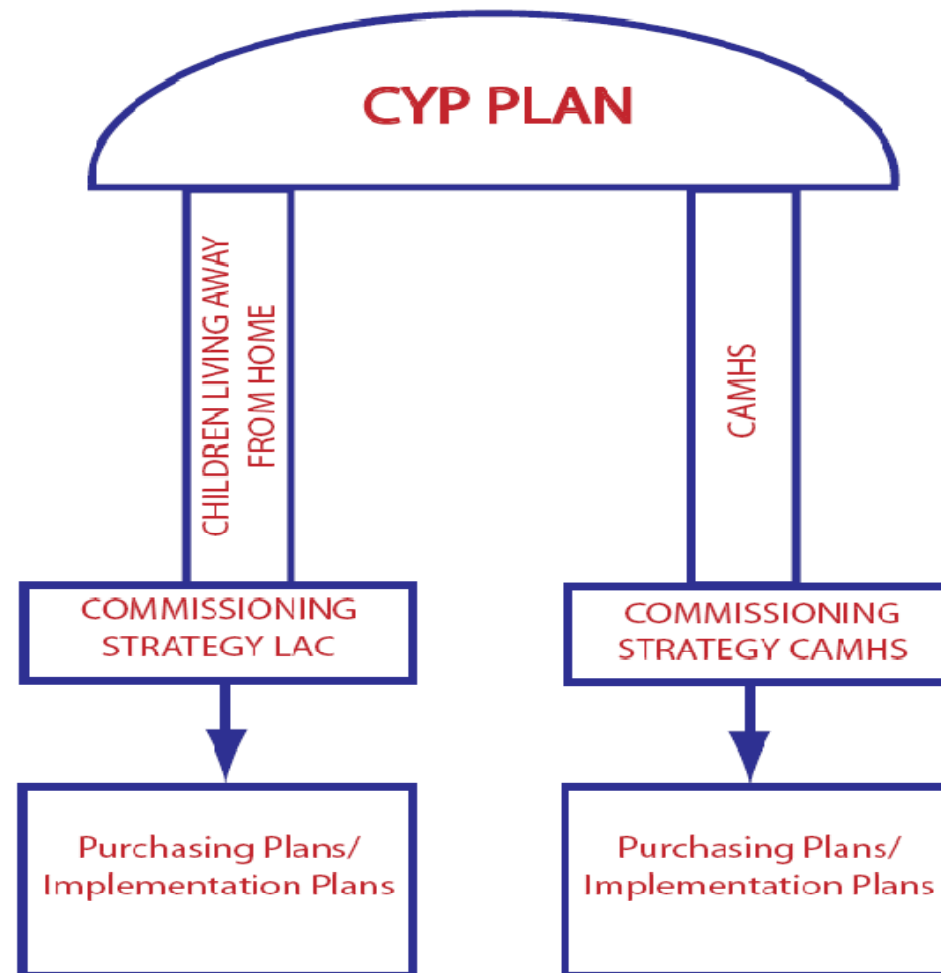 CYP PLAN
CHILDREN LIVING AWAY
FROM HOME
CAMHS
COMMISSIONING
STRATEGY LAC
COMMISSIONING
STRATEGY CAMHS
Purchasing Plans/
Implementation Plans
Purchasing Plans/
Implementation Plans